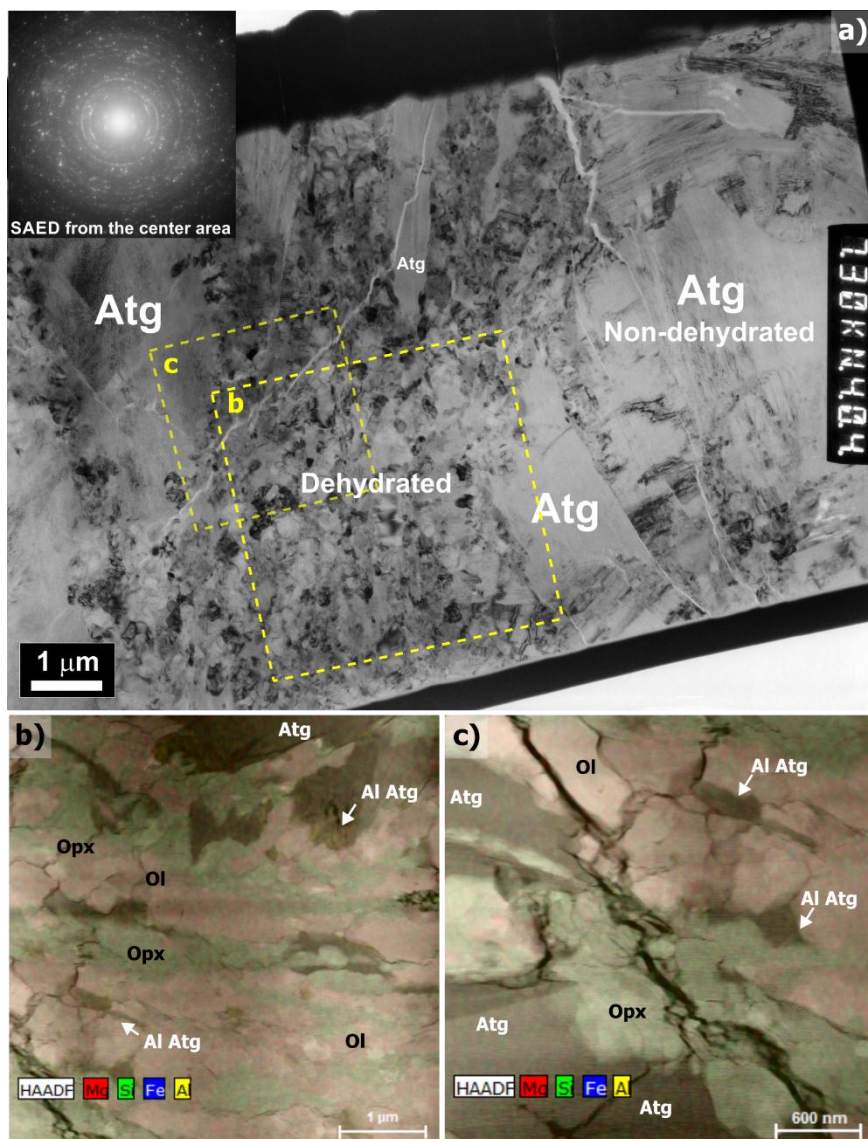 a)
SAED from the center area
Atg
Atg
Atg
Non-dehydrated
c
b
Dehydrated
Atg
1 μm
b)
Atg
Al Atg
Opx
Ol
Opx
Al Atg
Ol
HAADF Mg Si Fe Al
1 μm
c)
Ol
Al Atg
Atg
Al Atg
Opx
Atg
Atg
HAADF Mg Si Fe Al
600 nm